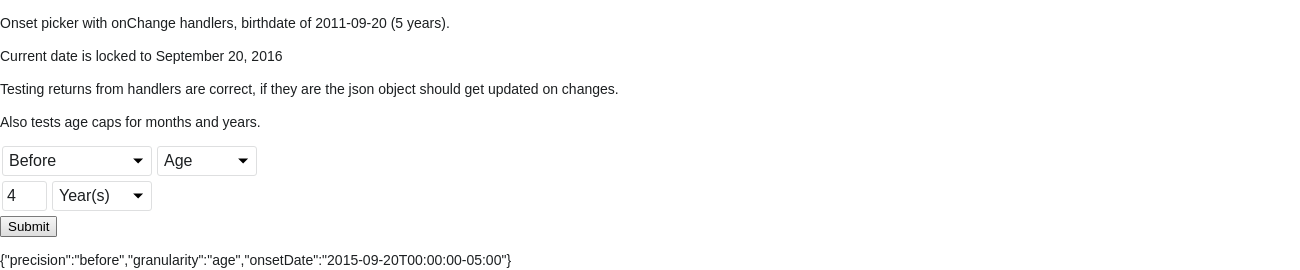 Onset picker with onChange handlers, birthdate of 2011-09-20 (5 years).
Current date is locked to September 20, 2016
Testing returns from handlers are correct, if they are the json object should get updated on changes.
Also tests age caps for months and years.
Before Age
4 Year(s)
Submit
{"precision":"before","granularity":"age","onsetDate":"2015-09-20T00:00:00-05:00"}